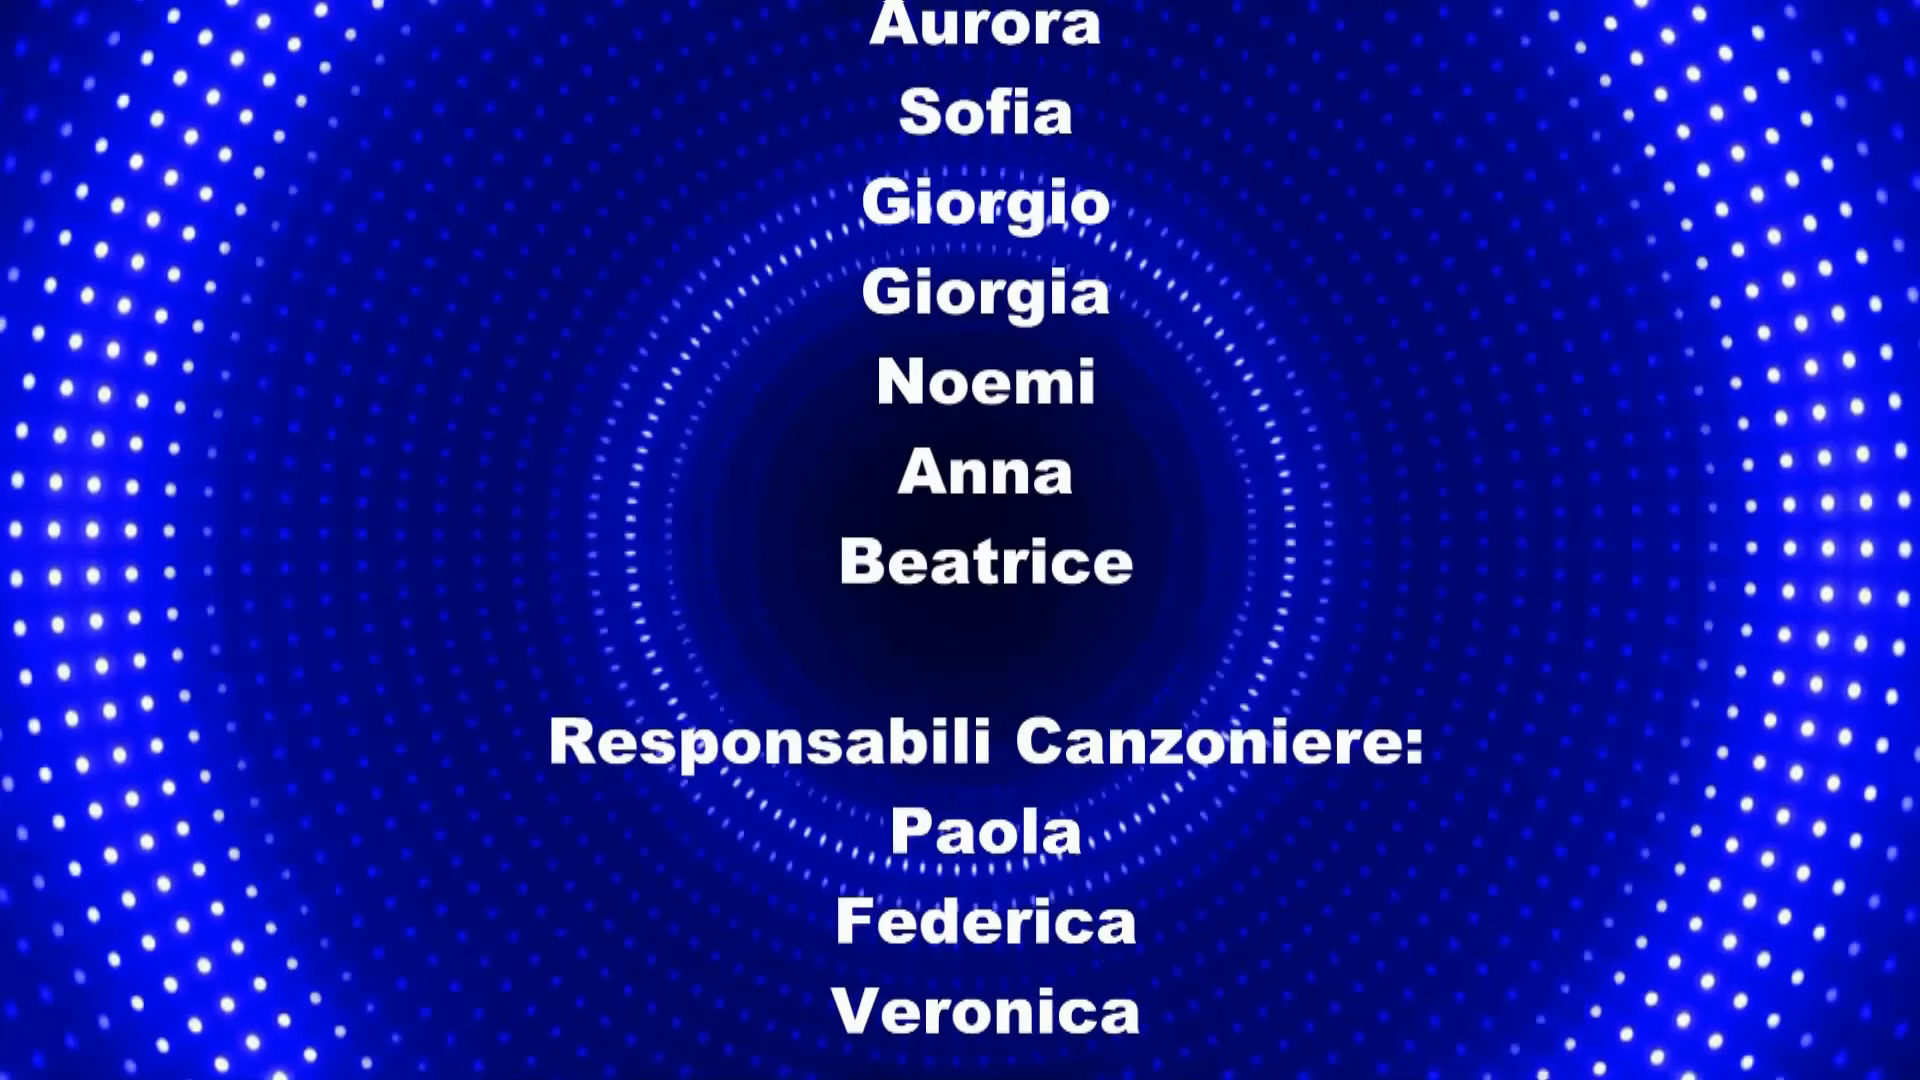 Aurora
Sofia
Giorgio
Giorgia
Noemi
Anna
Beatrice
Responsabili Canzoniere:
Paola
Federica
Veronica